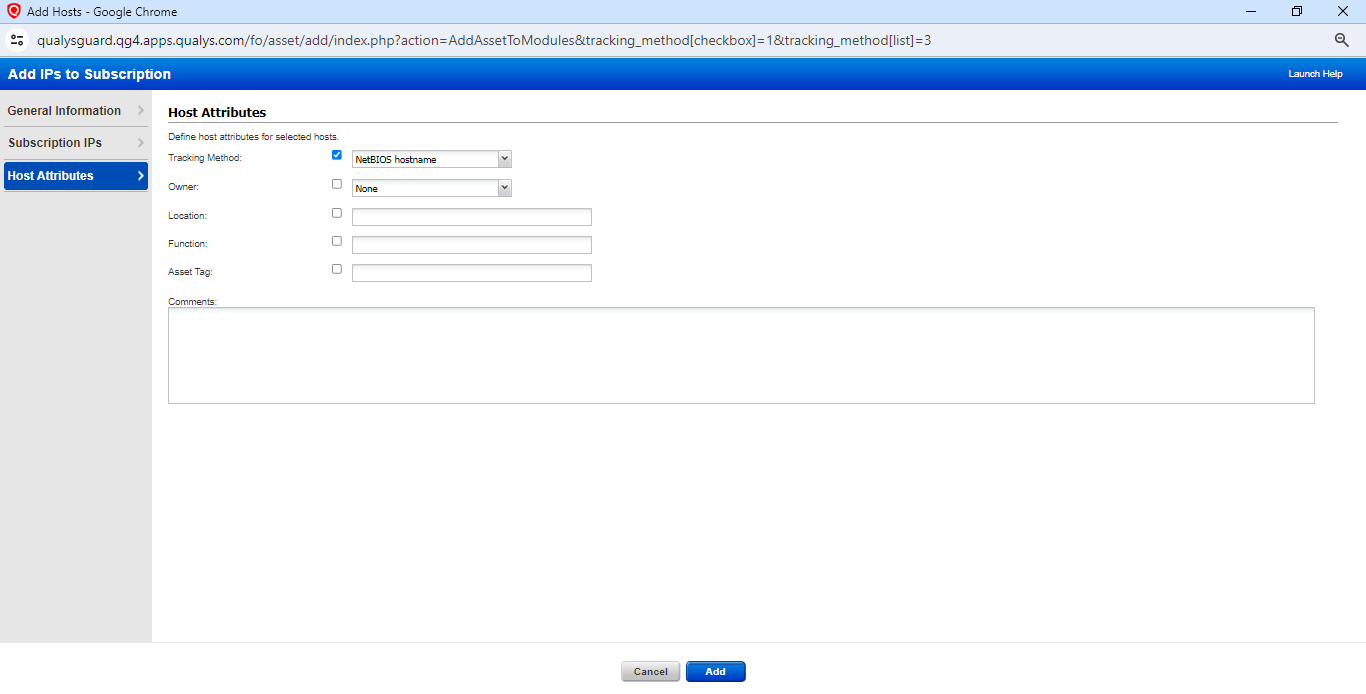 Add Hosts - Google Chrome
qualysguard.qg4.apps.qualys.com/fo/asset/add/index.php?action=AddAssetToModules&tracking_method[checkbox]=1&tracking_method[list]=3
Add IPs to Subscription
Launch Help
General Information
Subscription IPs
Host Attributes
Host Attributes
Define host attributes for selected hosts.
Tracking Method:
NetBIOS hostname
Owner:
None
Location:
Function:
Asset Tag:
Comments:
Cancel
Add